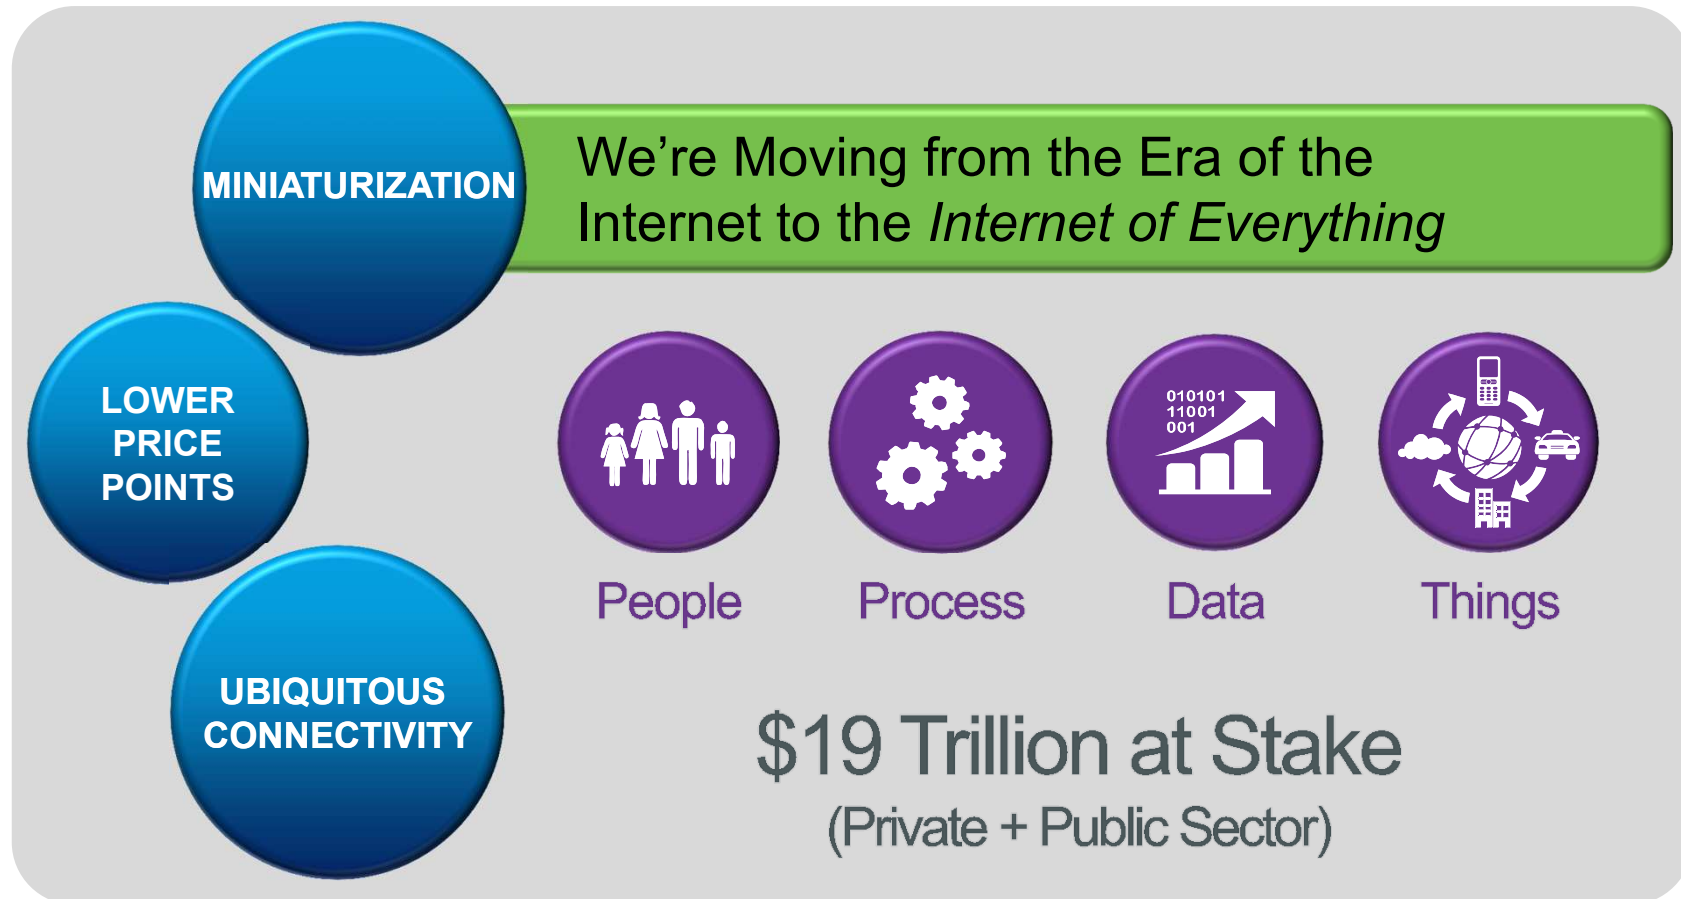 MINIATURIZATION
We’re Moving from the Era of the
Internet to the Internet of Everything
LOWER
PRICE
POINTS
010101
11001
001
People
Process
Data
Things
UBIQUITOUS
CONNECTIVITY
$19 Trillion at Stake
(Private + Public Sector)